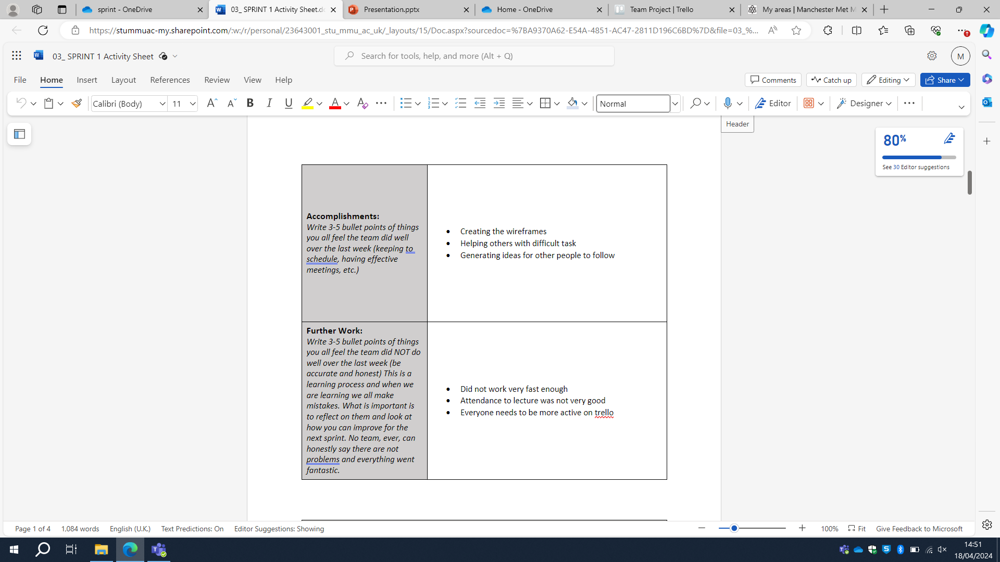 sprint - OneDrive
03_ SPRINT 1 Activity Sheet.do
Presentation.pptx
Home - OneDrive
Team Project | Trello
My areas | Manchester Met M
https://stummuac-my.sharepoint.com/:w:/r/personal/23643001_stu_mmu_ac_uk/_layouts/15/Doc.aspx?sourcedoc=%7BA9370A62-E54A-4851-AC47-2811D196C6BD%7D&file=03_%...
03_ SPRINT 1 Activity Sheet
Search for tools, help, and more (Alt + Q)
M
File Home Insert Layout References Review View Help
Comments Catch up Editing Share
Calibri (Body) 11
Normal
Editor
Designer
Header
80%
See 30 Editor suggestions
Accomplishments:
Write 3-5 bullet points of things
you all feel the team did well
over the last week (keeping to
schedule, having effective
meetings, etc.)
• Creating the wireframes
• Helping others with difficult task
• Generating ideas for other people to follow
Further Work:
Write 3-5 bullet points of things
you all feel the team did NOT do
well over the last week (be
accurate and honest) This is a
learning process and when we
are learning we all make
mistakes. What is important is
to reflect on them and look at
how you can improve for the
next sprint. No team, ever, can
honestly say there are not
problems and everything went
fantastic.
• Did not work very fast enough
• Attendance to lecture was not very good
• Everyone needs to be more active on trello
Page 1 of 4 1,084 words English (U.K.) Text Predictions: On Editor Suggestions: Showing
100% Fit Give Feedback to Microsoft
14:51
18/04/2024